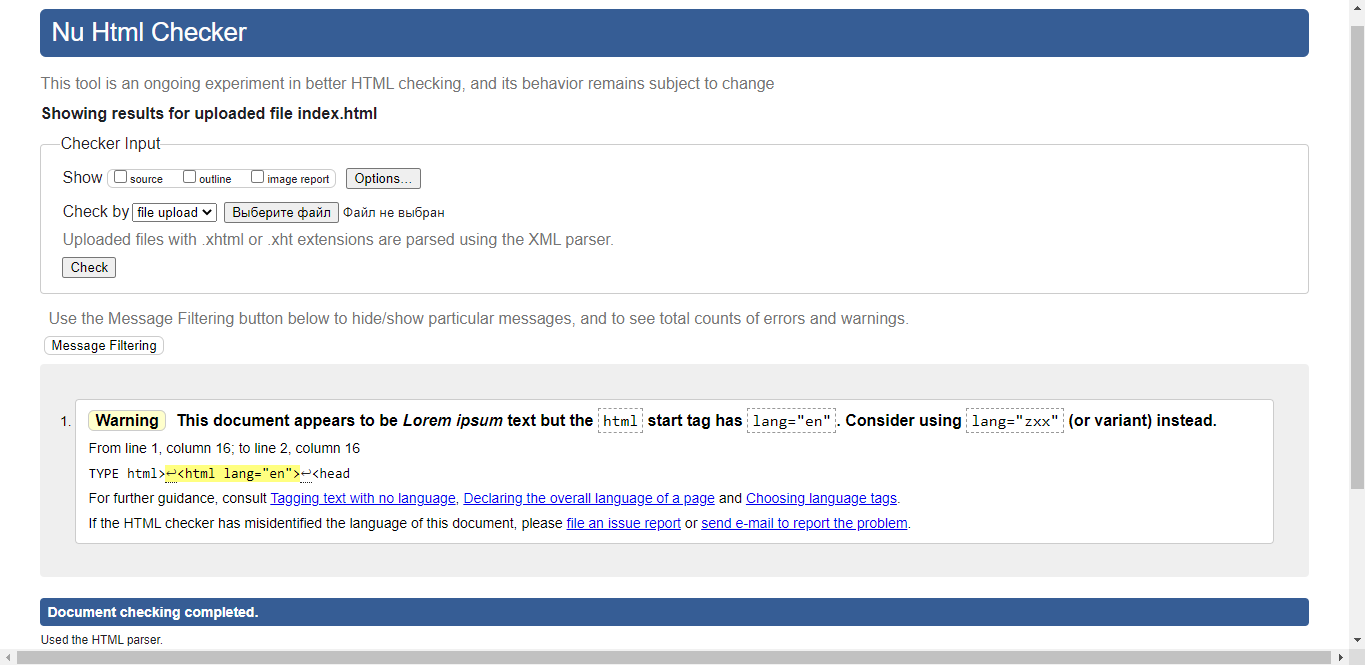 Nu Html Checker
This tool is an ongoing experiment in better HTML checking, and its behavior remains subject to change
Showing results for uploaded file index.html
Checker Input
Show source outline image report Options...
Check by file upload Выберите файл Файл не выбран
Uploaded files with .xhtml or .xht extensions are parsed using the XML parser.
Check
Use the Message Filtering button below to hide/show particular messages, and to see total counts of errors and warnings.
Message Filtering
1. Warning This document appears to be Lorem ipsum text but the html start tag has lang="en". Consider using lang="zxx" (or variant) instead.
From line 1, column 16; to line 2, column 16
TYPE html>↩<html lang="en">↩<head
For further guidance, consult Tagging text with no language, Declaring the overall language of a page and Choosing language tags.
If the HTML checker has misidentified the language of this document, please file an issue report or send e-mail to report the problem.
Document checking completed.
Used the HTML parser.